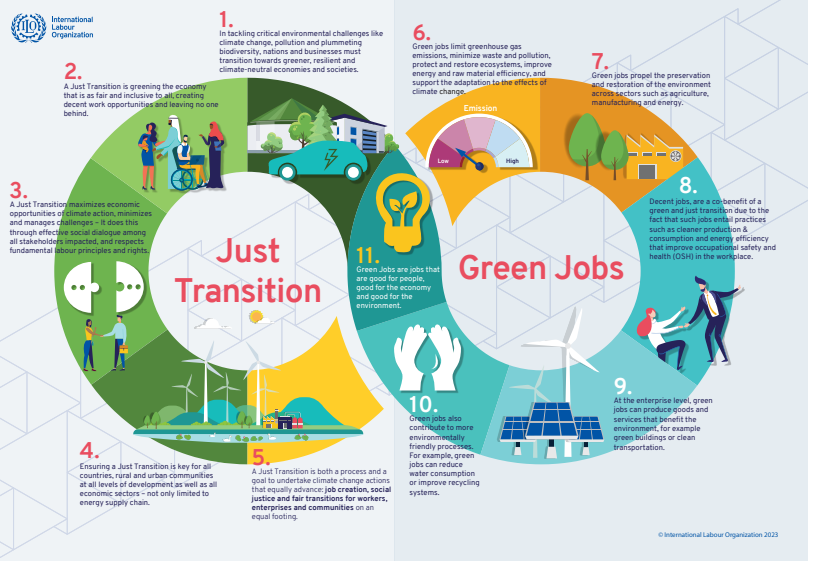 International
Labour
Organization
1.
In tackling critical environmental challenges like
climate change, pollution and plummeting
biodiversity, nations and businesses must
transition towards greener, resilient and
climate-neutral economies and societies.
2.
A Just Transition is greening the economy
that is as fair and inclusive to all, creating
decent work opportunities and leaving no one
behind.
3.
A Just Transition maximizes economic
opportunities of climate action, minimizes
and manages challenges – It does this
through effective social dialogue among
all stakeholders impacted, and respects
fundamental labour principles and rights.
Just
Transition
4.
Ensuring a Just Transition is key for all
countries, rural and urban communities
at all levels of development as well as all
economic sectors – not only limited to
energy supply chain.
5.
A Just Transition is both a process and a
goal to undertake climate change actions
that equally advance: job creation, social
justice and fair transitions for workers,
enterprises and communities on an
equal footing.
6.
Green jobs limit greenhouse gas
emissions, minimize waste and pollution,
protect and restore ecosystems, improve
energy and raw material efficiency, and
support the adaptation to the effects of
climate change.
Emission
Low
High
7.
Green jobs propel the preservation
and restoration of the environment
across sectors such as agriculture,
manufacturing and energy.
8.
Decent jobs, are a co-benefit of a
green and just transition due to the
fact that such jobs entail practices
such as cleaner production &
consumption and energy efficiency
that improve occupational safety and
health (OSH) in the workplace.
Green Jobs
9.
At the enterprise level, green
jobs can produce goods and
services that benefit the
environment, for example
green buildings or clean
transportation.
10.
Green jobs also
contribute to more
environmentally
friendly processes.
For example, green
jobs can reduce
water consumption
or improve recycling
systems.
11.
Green Jobs are jobs that
are good for people,
good for the economy
and good for the
environment.
© International Labour Organization 2023